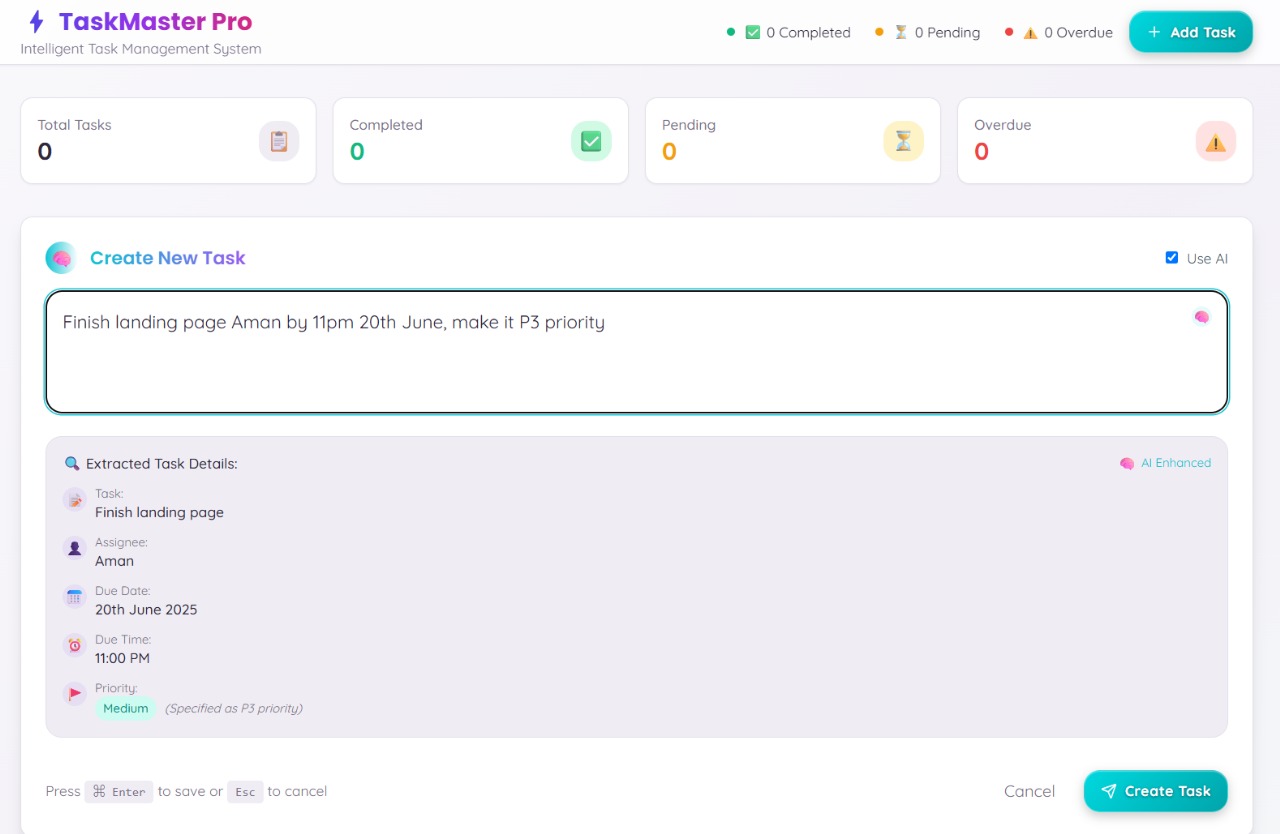 TaskMaster Pro
Intelligent Task Management System
0 Completed
0 Pending
0 Overdue
+ Add Task
Total Tasks
0
Completed
0
Pending
0
Overdue
0
Create New Task
Use AI
Finish landing page Aman by 11pm 20th June, make it P3 priority
Extracted Task Details:
AI Enhanced
Task:
Finish landing page
Assignee:
Aman
Due Date:
20th June 2025
Due Time:
11:00 PM
Priority:
Medium (Specified as P3 priority)
Press ⌘ Enter to save or Esc to cancel
Cancel
Create Task